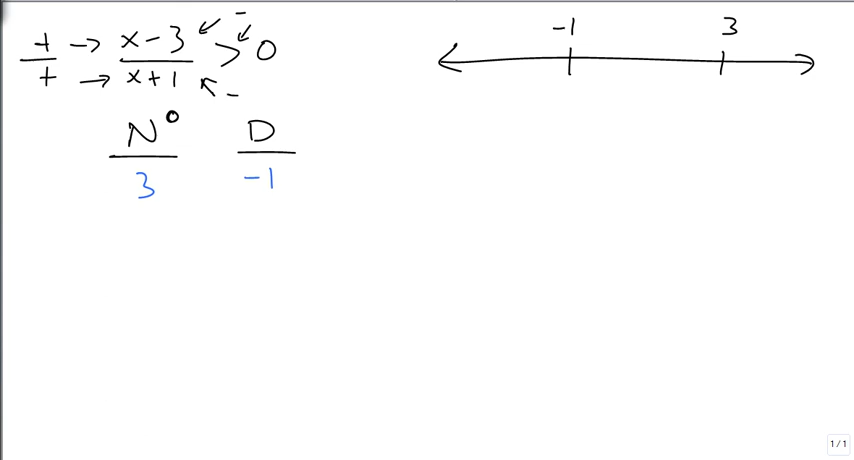 + → x - 3 ↙ - ↙ > 0
+ → x + 1 ↖ -
-1 3
N° D
3 -1
1 / 1